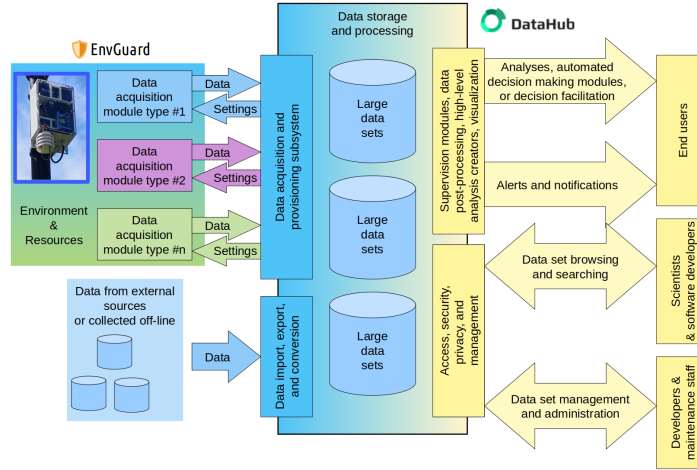 EnvGuard
Data storage
and processing
DataHub
Data
acquisition
module type #1
Data
Settings
Data
acquisition
module type #2
Data
Settings
Data
acquisition
module type #n
Data
Settings
Environment
&
Resources
Data acquisition and
provisioning subsystem
Large
data
sets
Large
data
sets
Large
data
sets
Supervision modules, data
post-processing, high-level
analysis creators, visualization
Analyses, automated
decision making modules,
or decision facilitation
Alerts and notifications
End users
Data from external
sources
or collected off-line
Data
Data import, export,
and conversion
Access, security,
privacy, and
management
Data set browsing
and searching
Scientists
& software developers
Data set management
and administration
Developers &
maintenance staff